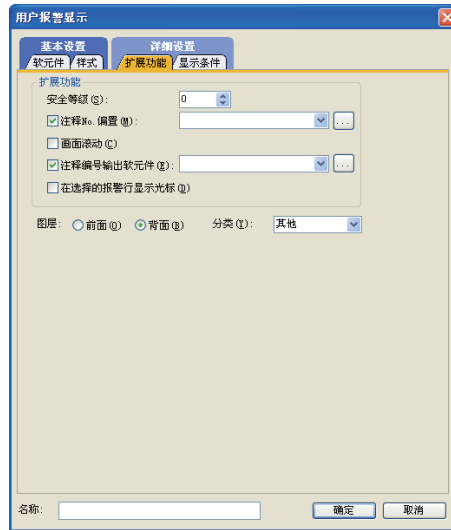 用户报警显示
基本设置 详细设置
软元件 样式 扩展功能 显示条件
扩展功能
安全等级(S): 0
注释No.偏置(M): ...
画面滚动(C)
注释编号输出软元件(E): ...
在选择的报警行显示光标(Q)
图层: 前面(O) 背面(B) 分类(T): 其他
名称: 确定 取消